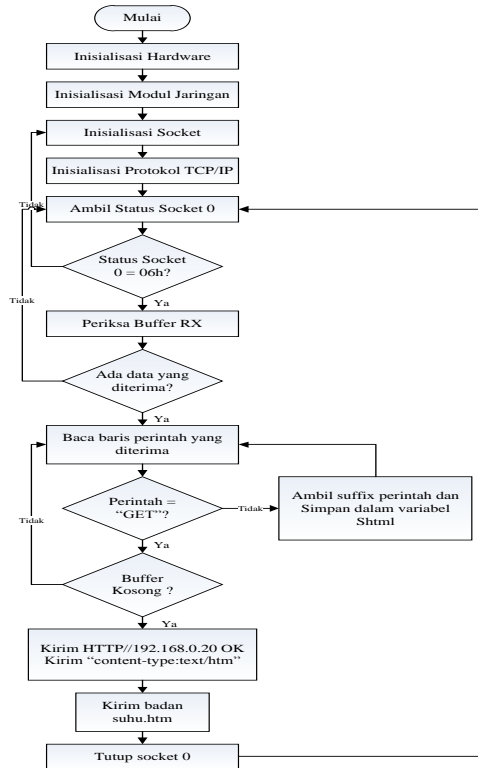 Mulai
Inisialisasi Hardware
Inisialisasi Modul Jaringan
Inisialisasi Socket
Inisialisasi Protokol TCP/IP
Tidak
Ambil Status Socket 0
Status Socket
0 = 06h?
Tidak
Ya
Periksa Buffer RX
Ada data yang
diterima?
Ya
Baca baris perintah yang
diterima
Perintah =
“GET”?
Tidak
Ambil suffix perintah dan
Simpan dalam variabel
Shtml
Tidak
Ya
Buffer
Kosong ?
Ya
Kirim HTTP//192.168.0.20 OK
Kirim “content-type:text/htm”
Kirim badan
suhu.htm
Tutup socket 0